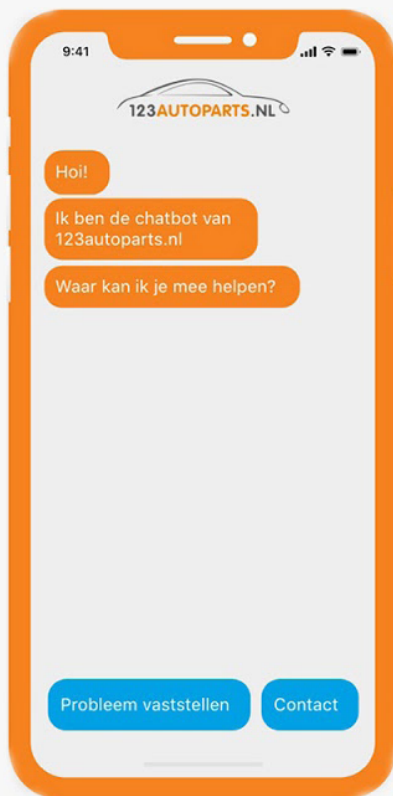 9:41
123AUTOPARTS.NL
Hoi!
Ik ben de chatbot van
123autoparts.nl
Waar kan ik je mee helpen?
Probleem vaststellen
Contact